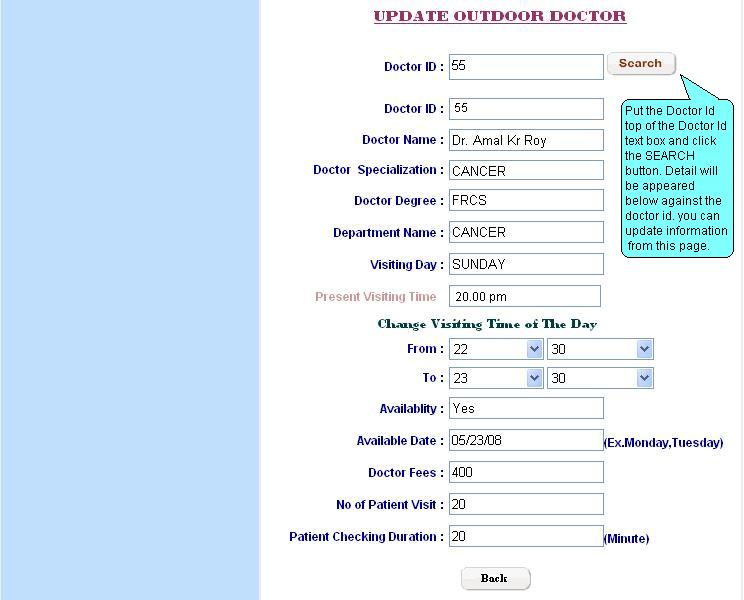 UPDATE OUTDOOR DOCTOR
Doctor ID : 55 Search
Put the Doctor Id
top of the Doctor Id
text box and click
the SEARCH
button. Detail will
be appeared
below against the
doctor id. you can
update information
from this page.
Doctor ID : 55
Doctor Name : Dr. Amal Kr Roy
Doctor Specialization : CANCER
Doctor Degree : FRCS
Department Name : CANCER
Visiting Day : SUNDAY
Present Visiting Time 20.00 pm
Change Visiting Time of The Day
From : 22 30
To : 23 30
Availablity : Yes
Available Date : 05/23/08 (Ex.Monday,Tuesday)
Doctor Fees : 400
No of Patient Visit : 20
Patient Checking Duration : 20 (Minute)
Back